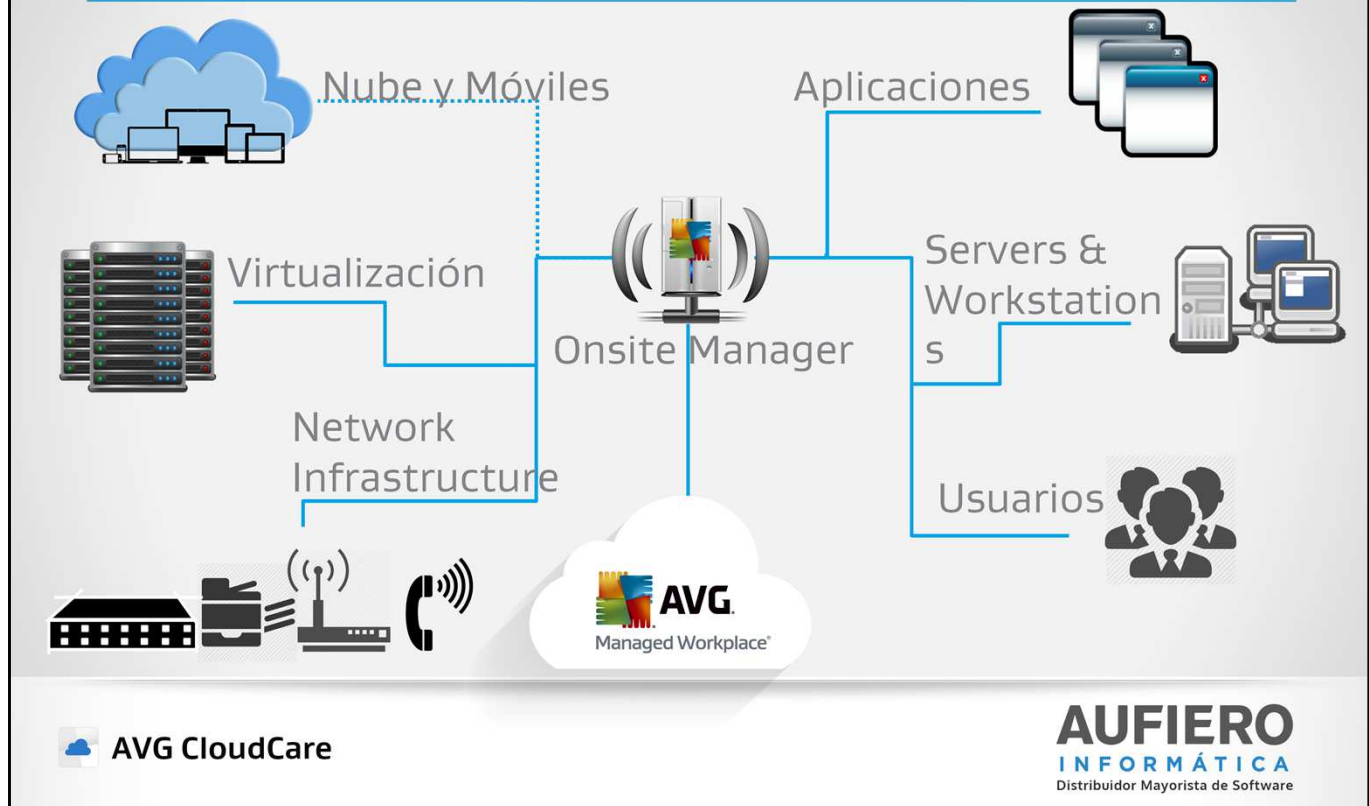 Nube y Móviles
Aplicaciones
Virtualización
Servers &
Workstation
s
Onsite Manager
Network
Infrastructure
Usuarios
AVG.
Managed Workplace®
AVG CloudCare
AUFIERO
INFORMÁTICA
Distribuidor Mayorista de Software